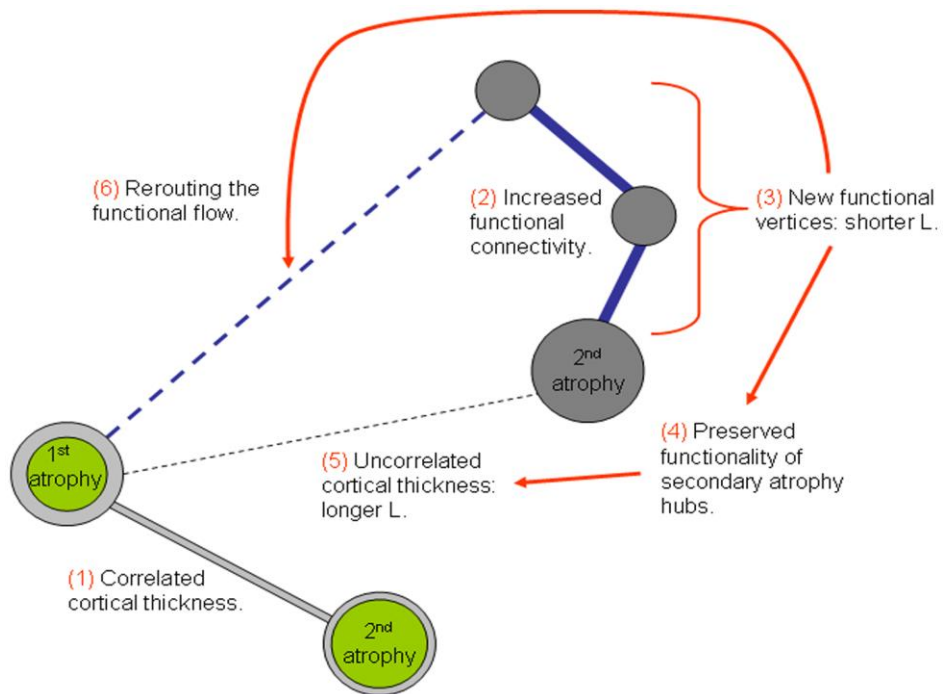 (6) Rerouting the
functional flow.
(2) Increased
functional
connectivity.
(3) New functional
vertices: shorter L.
2nd
atrophy
(4) Preserved
functionality of
secondary atrophy
hubs.
1st
atrophy
(5) Uncorrelated
cortical thickness:
longer L.
(1) Correlated
cortical thickness.
2nd
atrophy